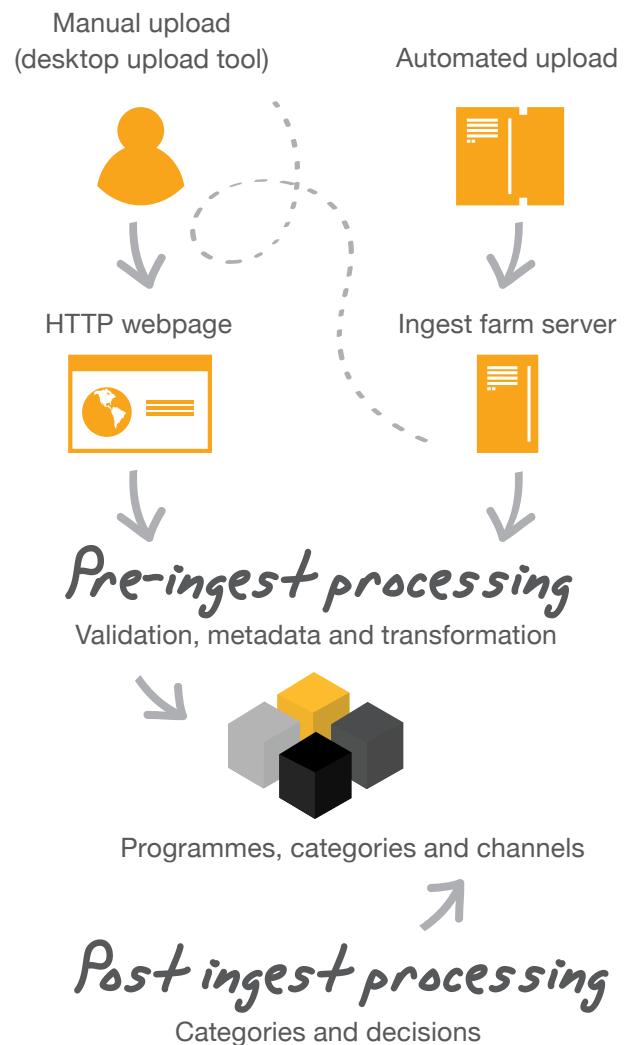 Manual upload
(desktop upload tool)
Automated upload
HTTP webpage
Ingest farm server
Pre-ingest processing
Validation, metadata and transformation
Programmes, categories and channels
Post ingest processing
Categories and decisions